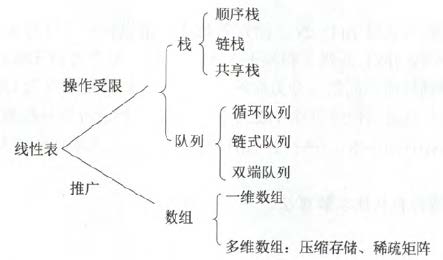 顺序栈
栈
链栈
共享栈
操作受限
循环队列
队列
链式队列
线性表
双端队列
推广
一维数组
数组
多维数组：压缩存储、稀疏矩阵